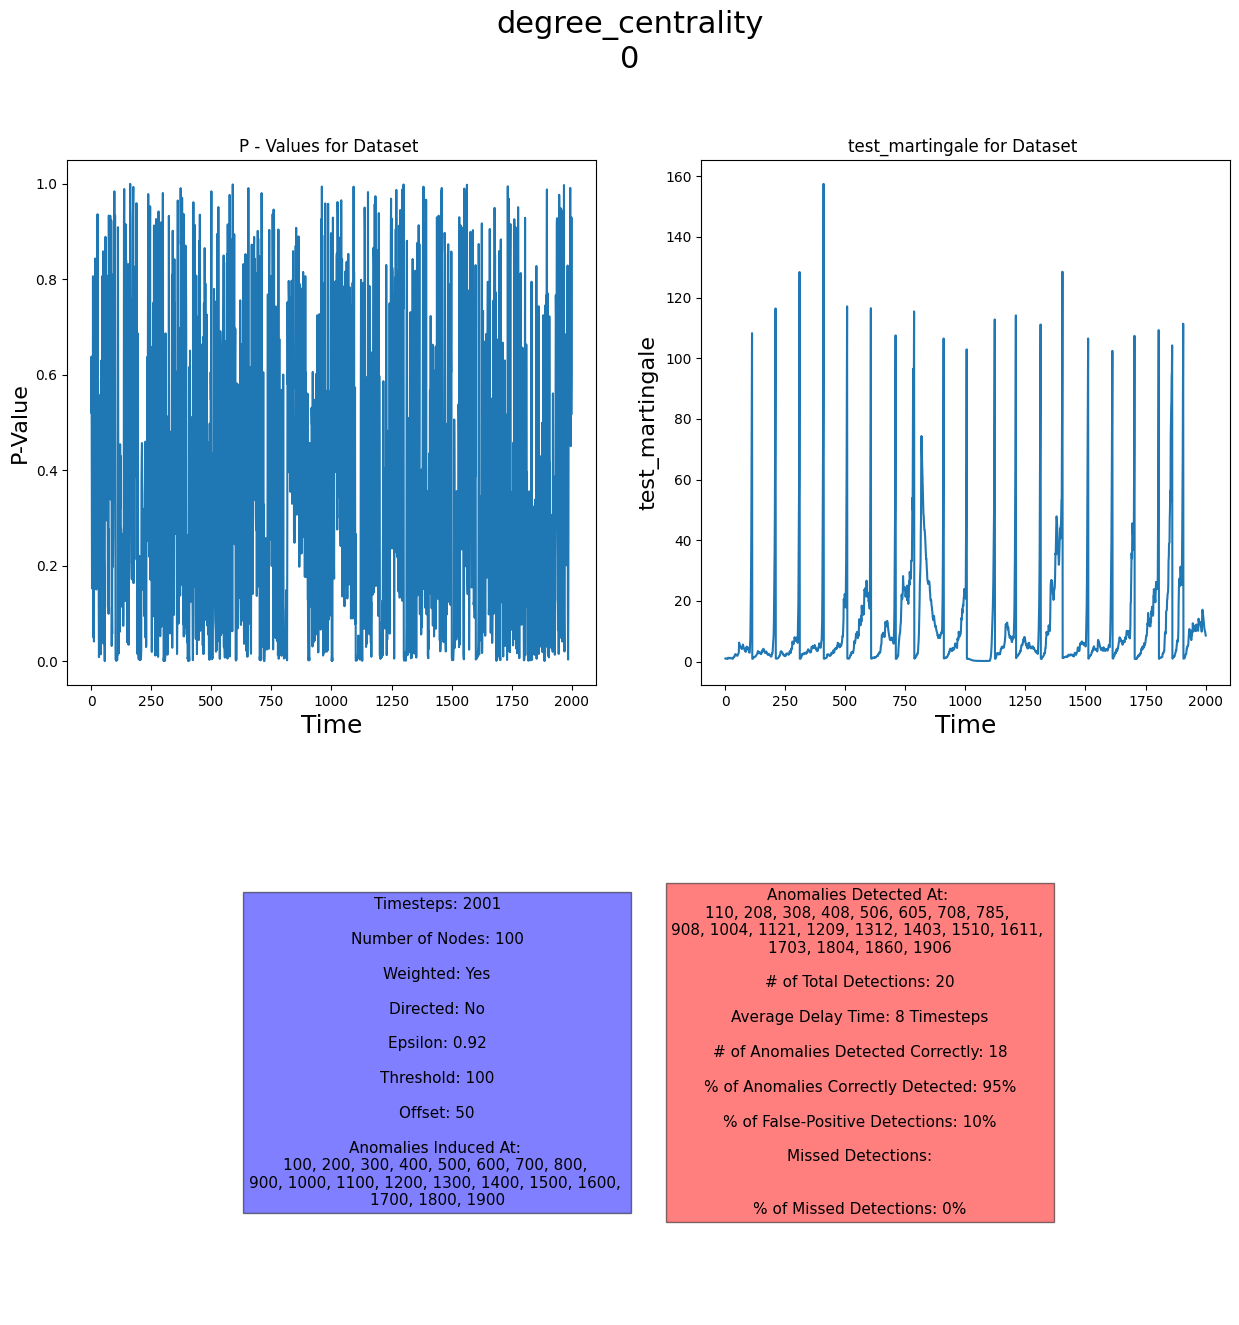 degree_centrality
0
P - Values for Dataset
1.0
0.8
0.6
0.4
0.2
0.0
P-Value
0 250 500 750 1000 1250 1500 1750 2000
Time
test_martingale for Dataset
160
140
120
100
80
60
40
20
0
test_martingale
0 250 500 750 1000 1250 1500 1750 2000
Time
Timesteps: 2001
Number of Nodes: 100
Weighted: Yes
Directed: No
Epsilon: 0.92
Threshold: 100
Offset: 50
Anomalies Induced At:
100, 200, 300, 400, 500, 600, 700, 800,
900, 1000, 1100, 1200, 1300, 1400, 1500, 1600,
1700, 1800, 1900
Anomalies Detected At:
110, 208, 308, 408, 506, 605, 708, 785,
908, 1004, 1121, 1209, 1312, 1403, 1510, 1611,
1703, 1804, 1860, 1906
# of Total Detections: 20
Average Delay Time: 8 Timesteps
# of Anomalies Detected Correctly: 18
% of Anomalies Correctly Detected: 95%
% of False-Positive Detections: 10%
Missed Detections:
% of Missed Detections: 0%